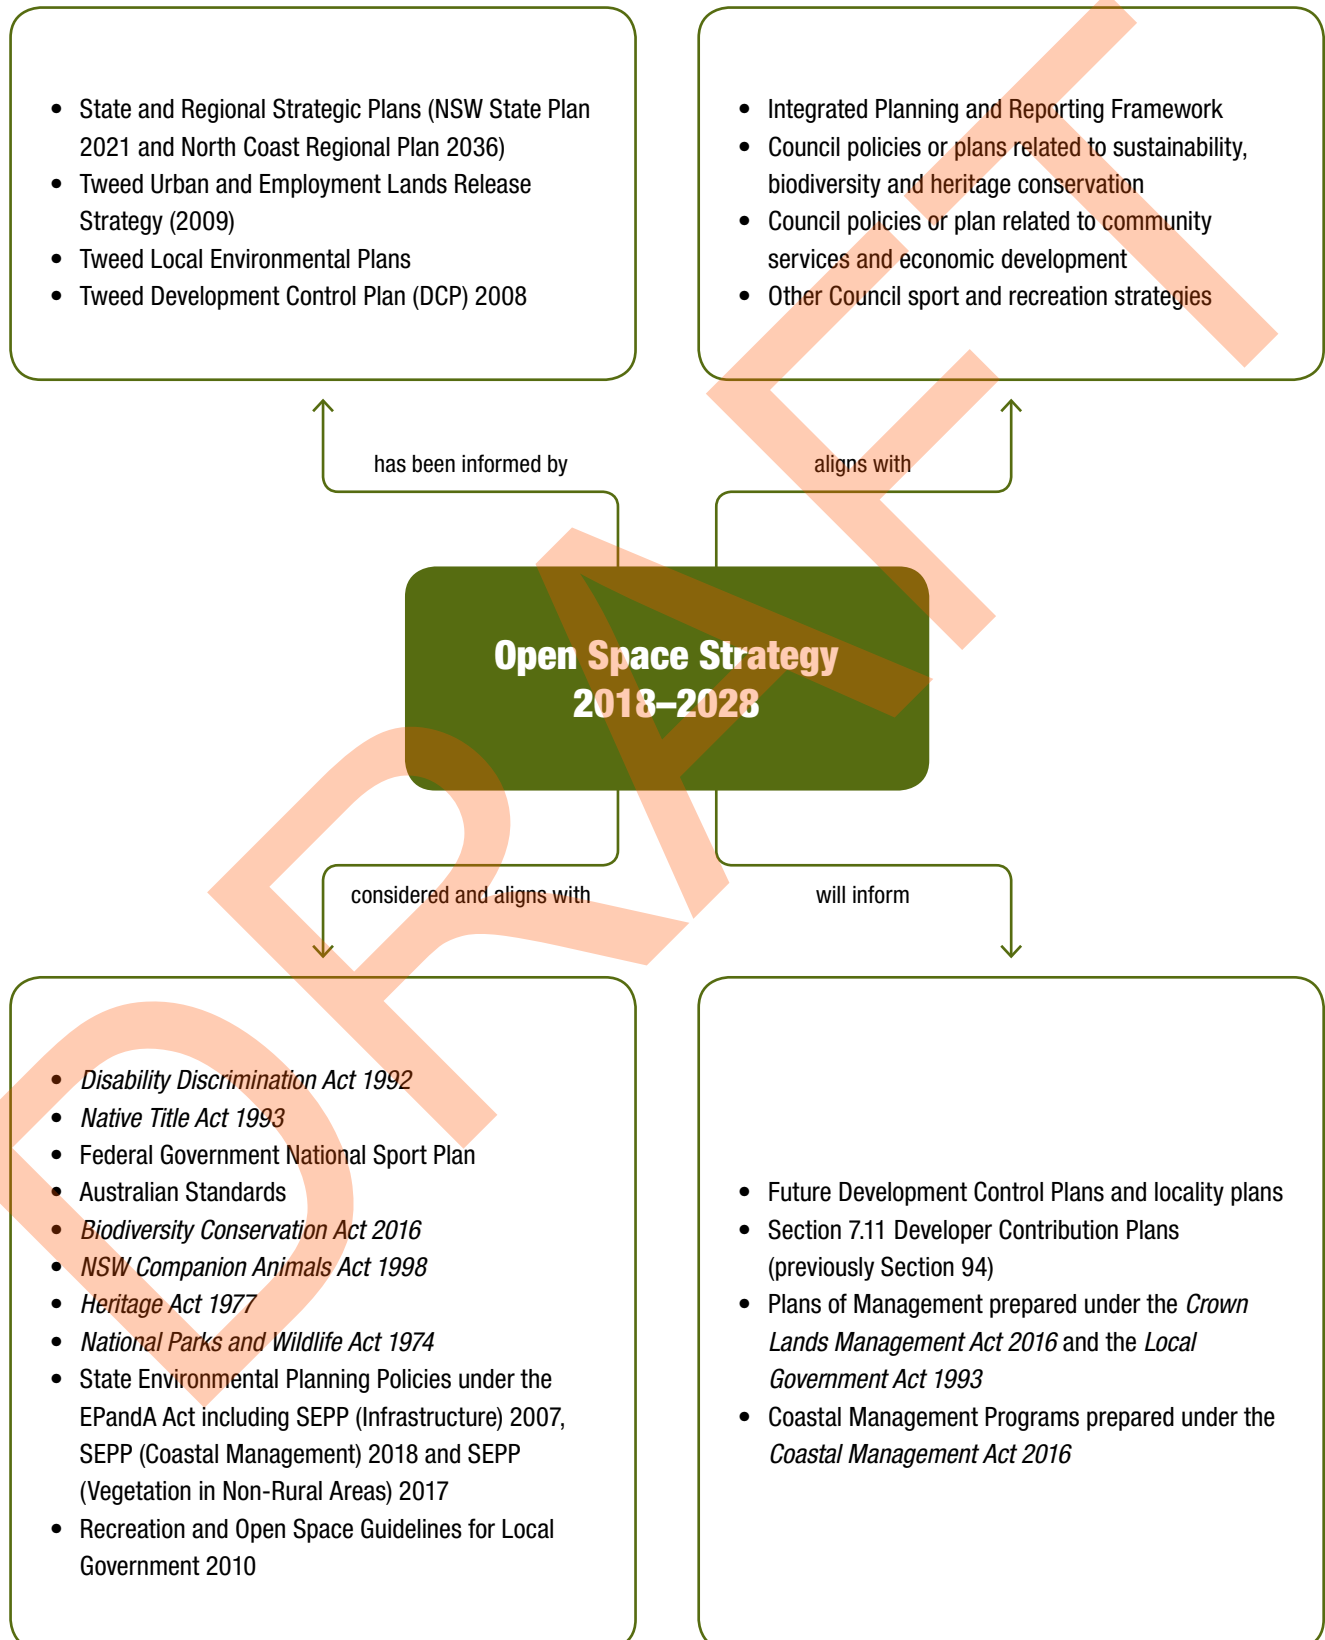 • State and Regional Strategic Plans (NSW State Plan
2021 and North Coast Regional Plan 2036)
• Tweed Urban and Employment Lands Release
Strategy (2009)
• Tweed Local Environmental Plans
• Tweed Development Control Plan (DCP) 2008
• Integrated Planning and Reporting Framework
• Council policies or plans related to sustainability,
biodiversity and heritage conservation
• Council policies or plan related to community
services and economic development
• Other Council sport and recreation strategies
has been informed by
aligns with
Open Space Strategy
2018–2028
considered and aligns with
will inform
• Disability Discrimination Act 1992
• Native Title Act 1993
• Federal Government National Sport Plan
• Australian Standards
• Biodiversity Conservation Act 2016
• NSW Companion Animals Act 1998
• Heritage Act 1977
• National Parks and Wildlife Act 1974
• State Environmental Planning Policies under the
EPandA Act including SEPP (Infrastructure) 2007,
SEPP (Coastal Management) 2018 and SEPP
(Vegetation in Non-Rural Areas) 2017
• Recreation and Open Space Guidelines for Local
Government 2010
• Future Development Control Plans and locality plans
• Section 7.11 Developer Contribution Plans
(previously Section 94)
• Plans of Management prepared under the Crown
Lands Management Act 2016 and the Local
Government Act 1993
• Coastal Management Programs prepared under the
Coastal Management Act 2016
DRAFT